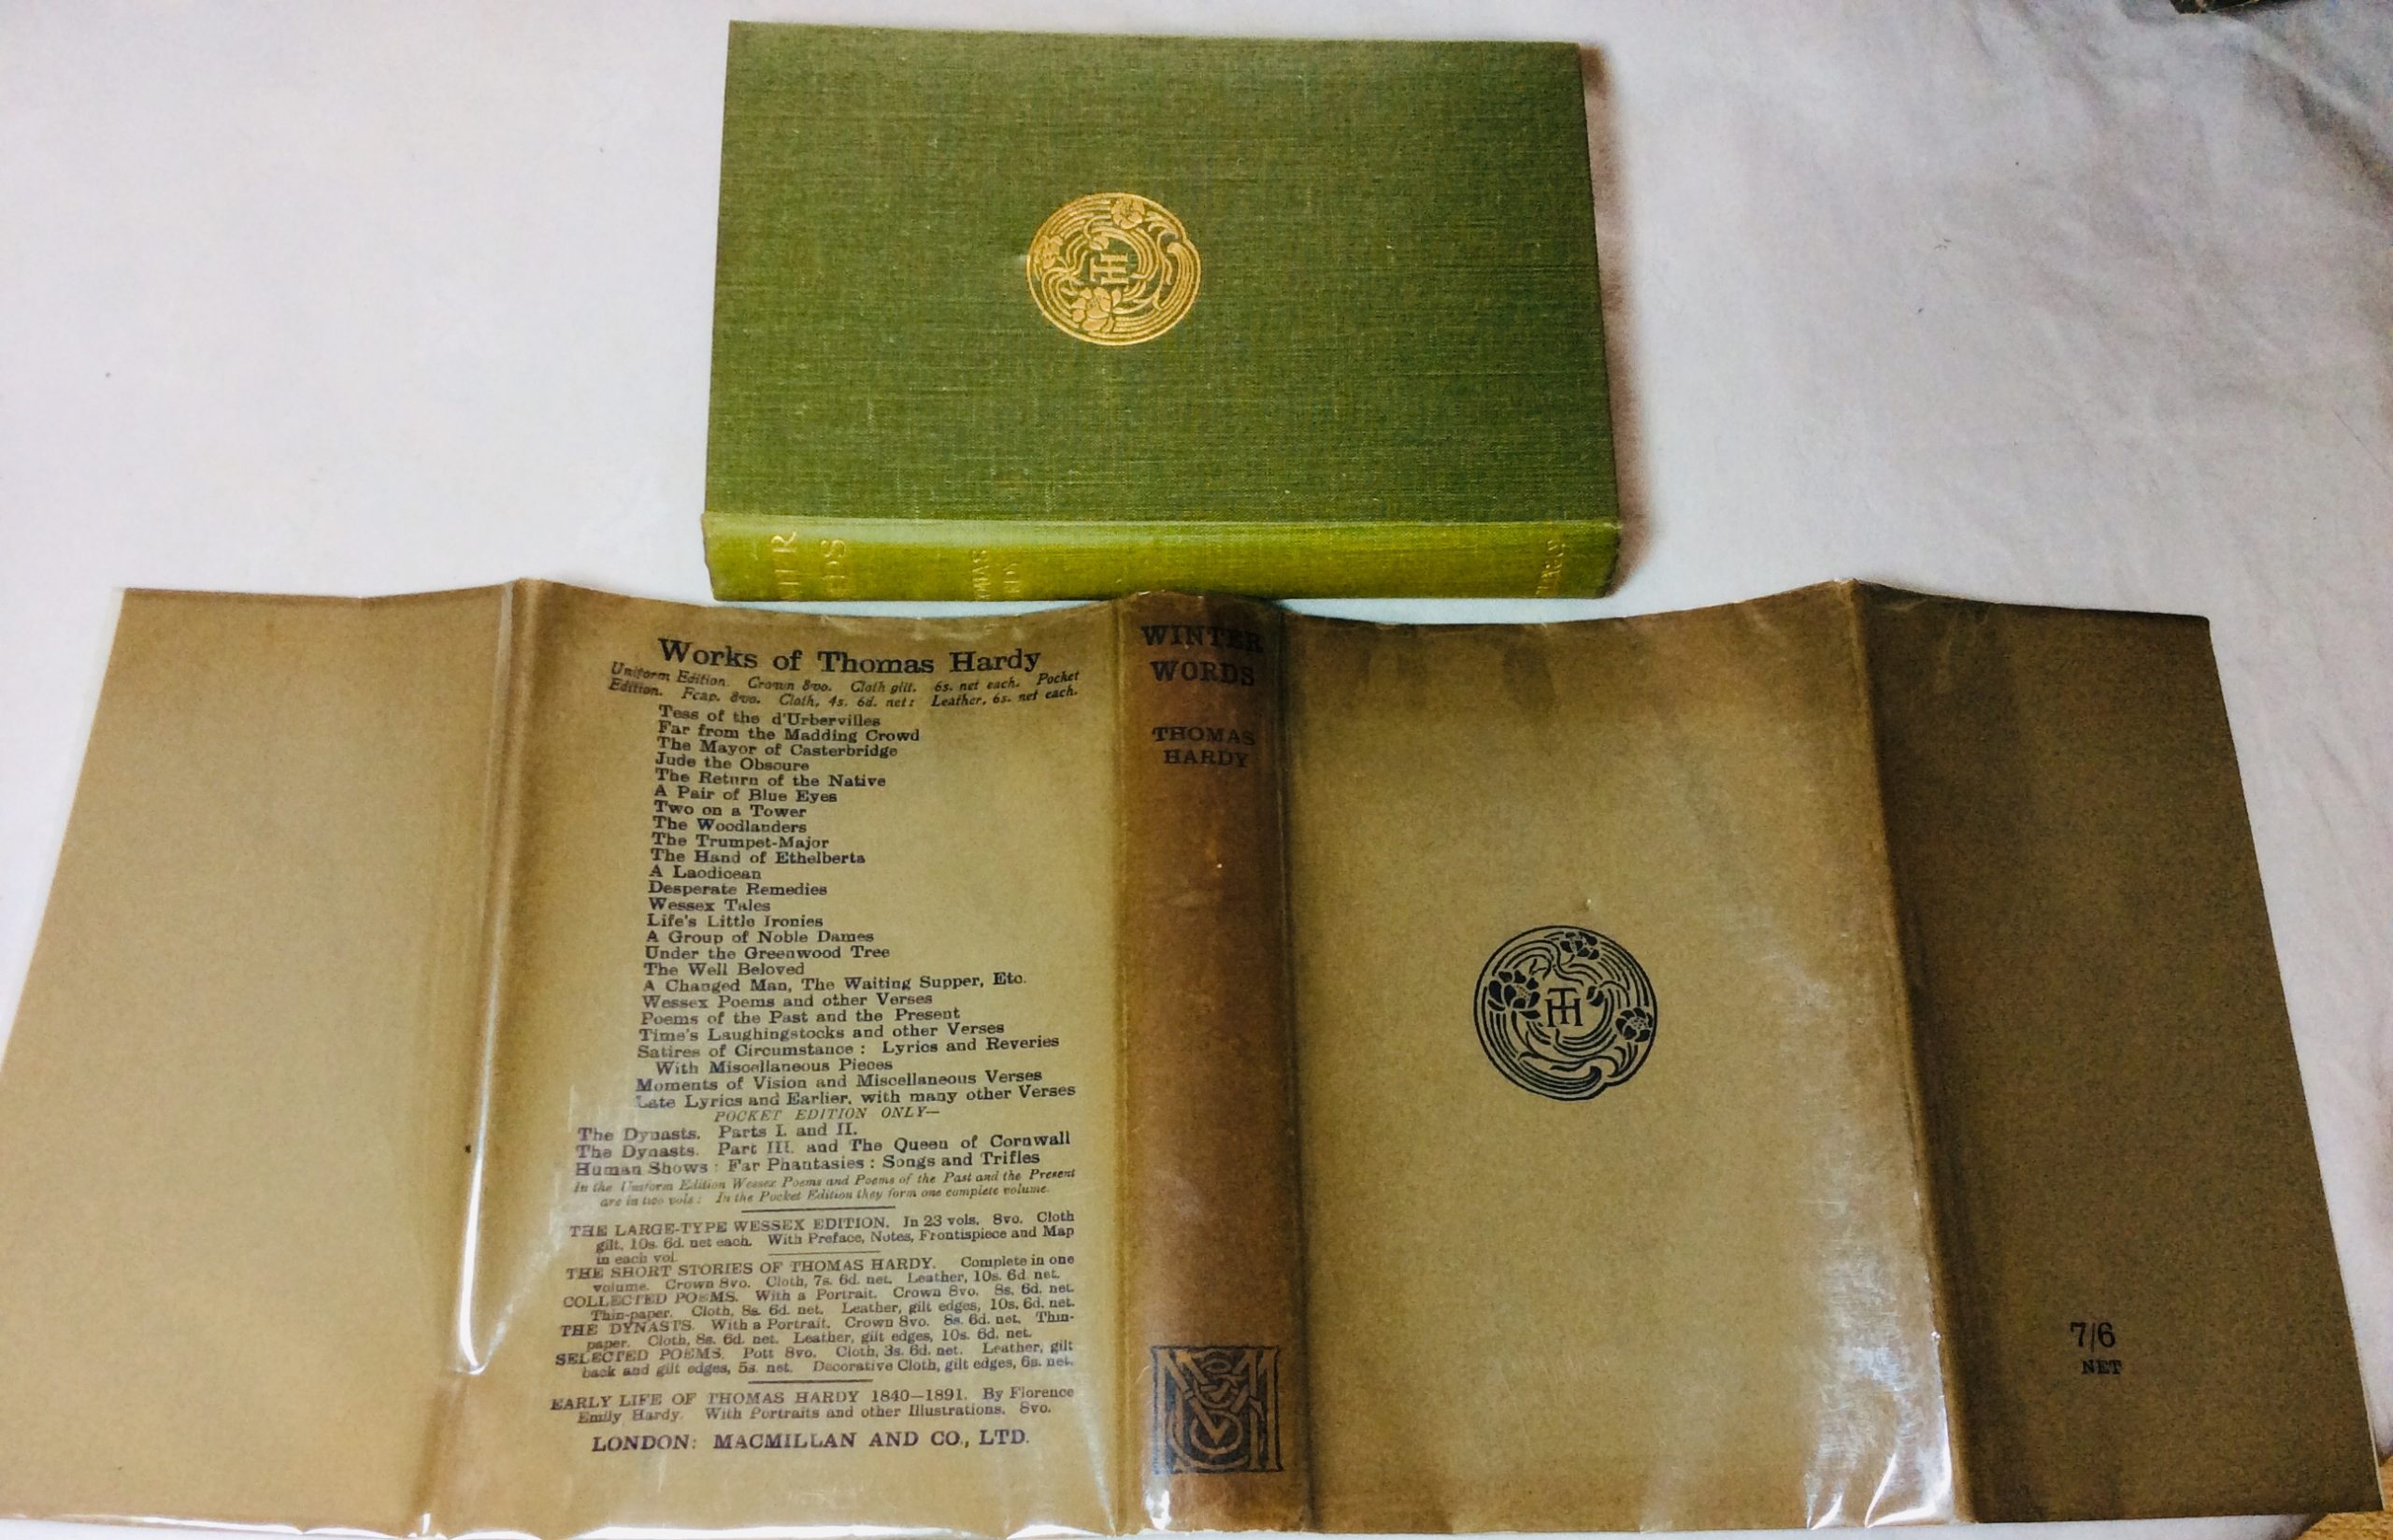 TH
Works of Thomas Hardy
Uniform Edition. Crown 8vo. Cloth gilt. 6s. net each. Pocket
Edition. Fcap. 8vo. Cloth, 4s. 6d. net: Leather, 6s. net each.
Tess of the d'Urbervilles
Far from the Madding Crowd
The Mayor of Casterbridge
Jude the Obscure
The Return of the Native
A Pair of Blue Eyes
Two on a Tower
The Woodlanders
The Trumpet-Major
The Hand of Ethelberta
A Laodicean
Desperate Remedies
Wessex Tales
Life's Little Ironies
A Group of Noble Dames
Under the Greenwood Tree
The Well Beloved
A Changed Man, The Waiting Supper, Etc.
Wessex Poems and other Verses
Poems of the Past and the Present
Time's Laughingstocks and other Verses
Satires of Circumstance: Lyrics and Reveries
With Miscellaneous Pieces
Moments of Vision and Miscellaneous Verses
Late Lyrics and Earlier, with many other Verses
POCKET EDITION ONLY—
The Dynasts. Parts I. and II.
The Dynasts. Part III. and The Queen of Cornwall
Human Shows: Far Phantasies: Songs and Trifles
In the Uniform Edition Wessex Poems and Poems of the Past and the Present
are in two vols: In the Pocket Edition they form one complete volume.
THE LARGE-TYPE WESSEX EDITION. In 23 vols. 8vo. Cloth
gilt. 10s. 6d. net each. With Preface, Notes, Frontispiece and Map
in each vol.
THE SHORT STORIES OF THOMAS HARDY. Complete in one
volume. Crown 8vo. Cloth, 7s. 6d. net. Leather, 10s. 6d. net.
COLLECTED POEMS. With a Portrait. Crown 8vo. 8s. 6d. net.
Thin-paper. Cloth, 8s. 6d. net. Leather, gilt edges, 10s. 6d. net.
THE DYNASTS. With a Portrait. Crown 8vo. 8s. 6d. net. Thin-
paper. Cloth, 8s. 6d. net. Leather, gilt edges, 10s. 6d. net.
SELECTED POEMS. Pott 8vo. Cloth, 3s. 6d. net. Leather, gilt
back and gilt edges, 5s. net. Decorative Cloth, gilt edges, 6s. net.
EARLY LIFE OF THOMAS HARDY 1840–1891. By Florence
Emily Hardy. With Portraits and other Illustrations. 8vo.
LONDON: MACMILLAN AND CO., LTD.
WINTER
WORDS
THOMAS
HARDY
TH
7/6
NET